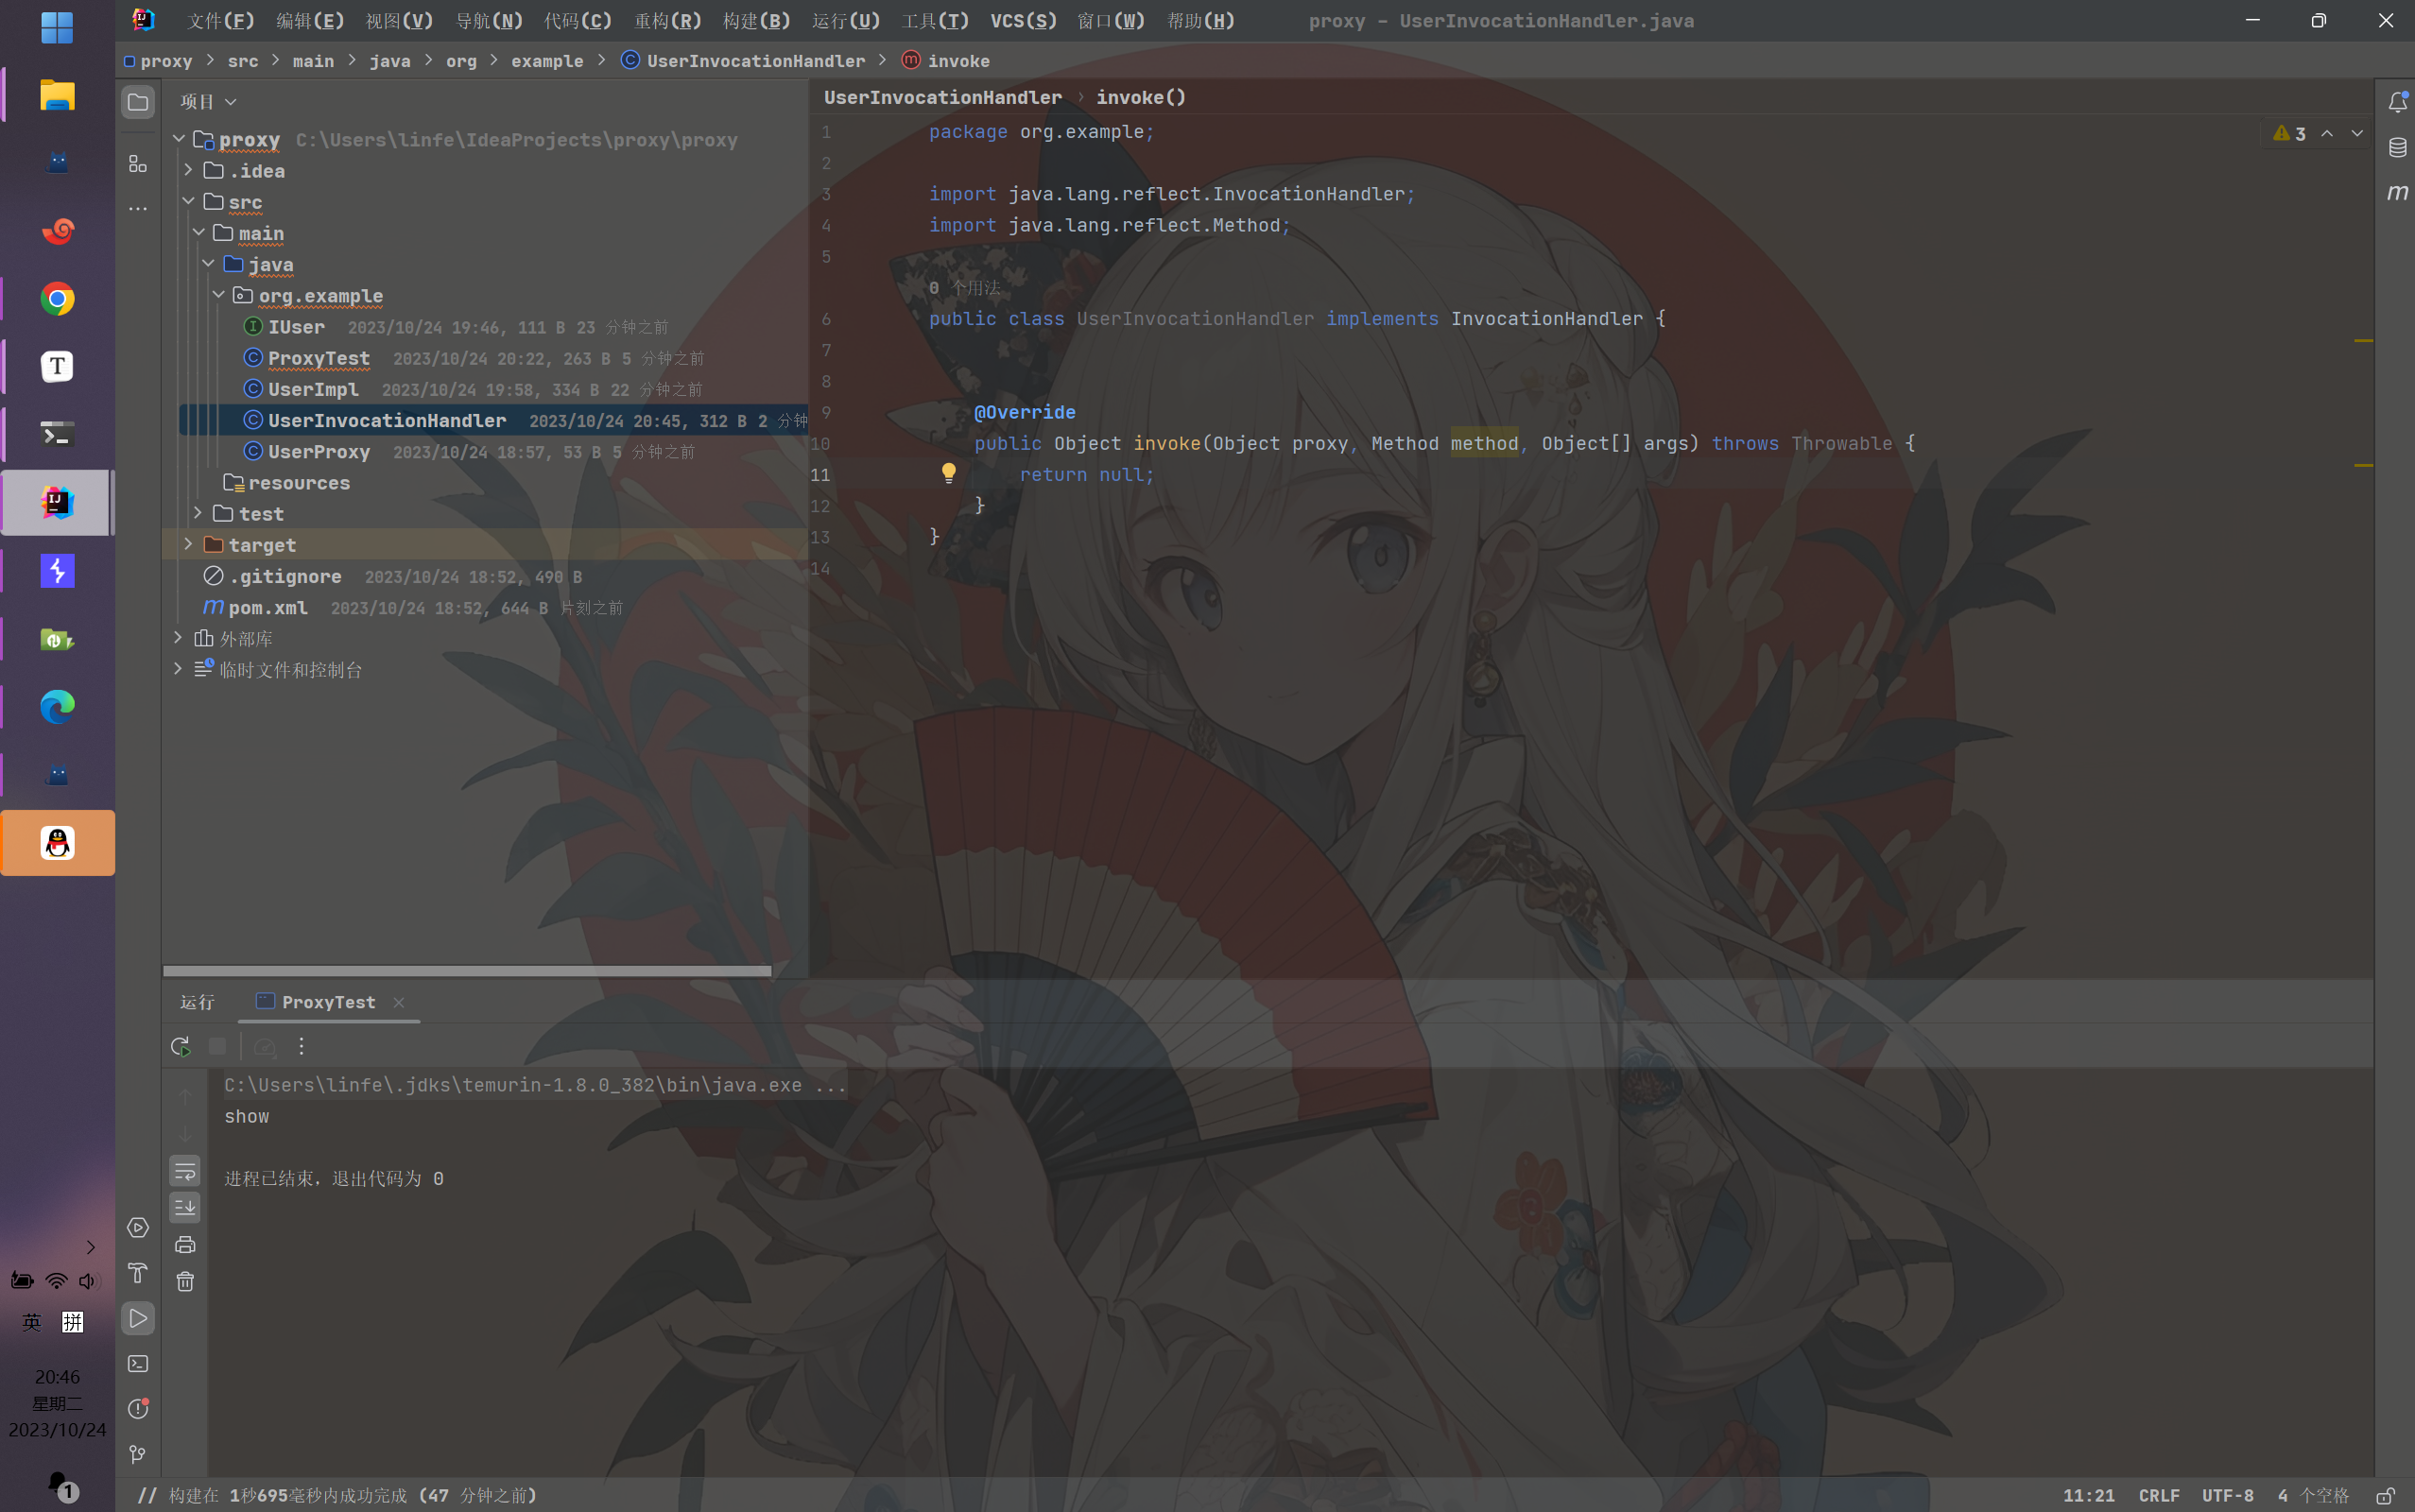 文件(F) 编辑(E) 视图(V) 导航(N) 代码(C) 重构(R) 构建(B) 运行(U) 工具(T) VCS(S) 窗口(W) 帮助(H) proxy – UserInvocationHandler.java
proxy > src > main > java > org > example > UserInvocationHandler > invoke
项目
proxy C:\Users\linfe\IdeaProjects\proxy\proxy
.idea
src
main
java
org.example
IUser 2023/10/24 19:46, 111 B 23 分钟之前
ProxyTest 2023/10/24 20:22, 263 B 5 分钟之前
UserImpl 2023/10/24 19:58, 334 B 22 分钟之前
UserInvocationHandler 2023/10/24 20:45, 312 B 2 分钟
UserProxy 2023/10/24 18:57, 53 B 5 分钟之前
resources
test
target
.gitignore 2023/10/24 18:52, 490 B
pom.xml 2023/10/24 18:52, 644 B 片刻之前
外部库
临时文件和控制台
UserInvocationHandler > invoke()
3
1 package org.example;
2
3 import java.lang.reflect.InvocationHandler;
4 import java.lang.reflect.Method;
5
0 个用法
6 public class UserInvocationHandler implements InvocationHandler {
7
8
9 @Override
10 public Object invoke(Object proxy, Method method, Object[] args) throws Throwable {
11 return null;
12 }
13 }
14
运行 ProxyTest
C:\Users\linfe\.jdks\temurin-1.8.0_382\bin\java.exe ...
show
进程已结束，退出代码为 0
英 拼
20:46
星期二
2023/10/24
1
// 构建在 1秒695毫秒内成功完成 (47 分钟之前)
11:21 CRLF UTF-8 4 个空格